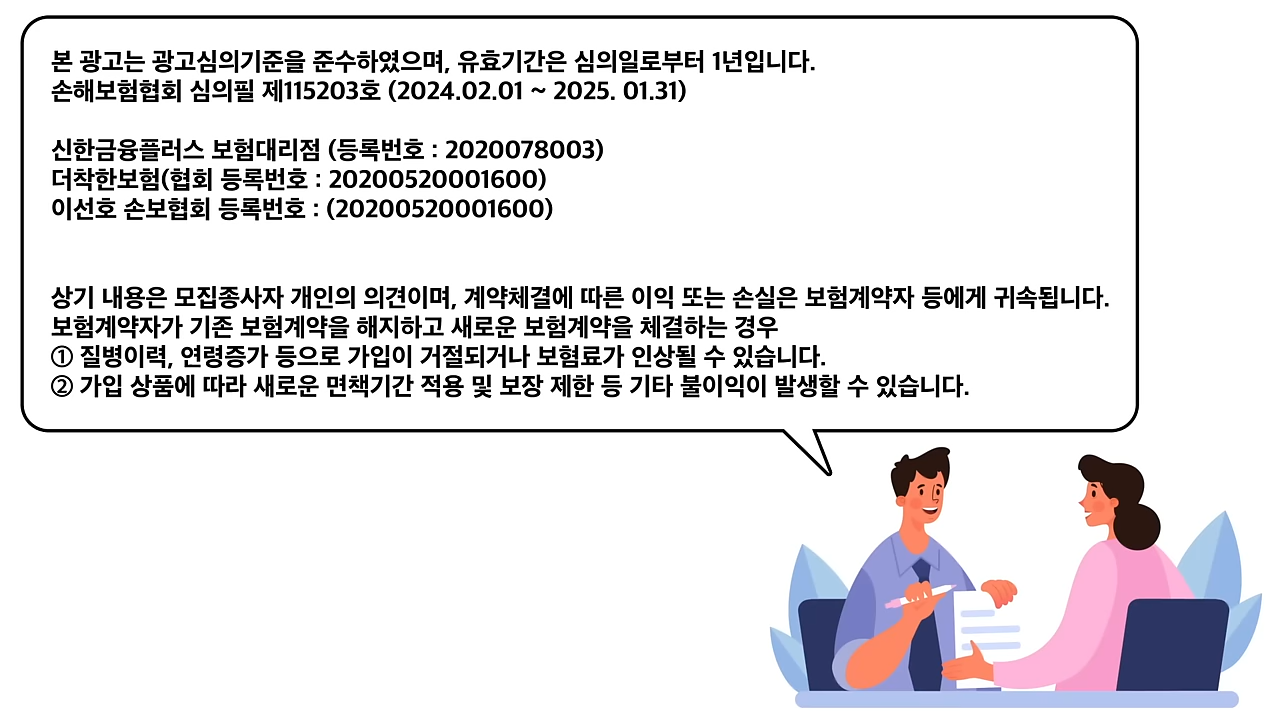 본 광고는 광고심의기준을 준수하였으며, 유효기간은 심의일로부터 1년입니다.
손해보험협회 심의필 제115203호 (2024.02.01 ~ 2025. 01.31)
신한금융플러스 보험대리점 (등록번호 : 2020078003)
더착한보험(협회 등록번호 : 20200520001600)
이선호 손보협회 등록번호 : (20200520001600)
상기 내용은 모집종사자 개인의 의견이며, 계약체결에 따른 이익 또는 손실은 보험계약자 등에게 귀속됩니다.
보험계약자가 기존 보험계약을 해지하고 새로운 보험계약을 체결하는 경우
① 질병이력, 연령증가 등으로 가입이 거절되거나 보험료가 인상될 수 있습니다.
② 가입 상품에 따라 새로운 면책기간 적용 및 보장 제한 등 기타 불이익이 발생할 수 있습니다.